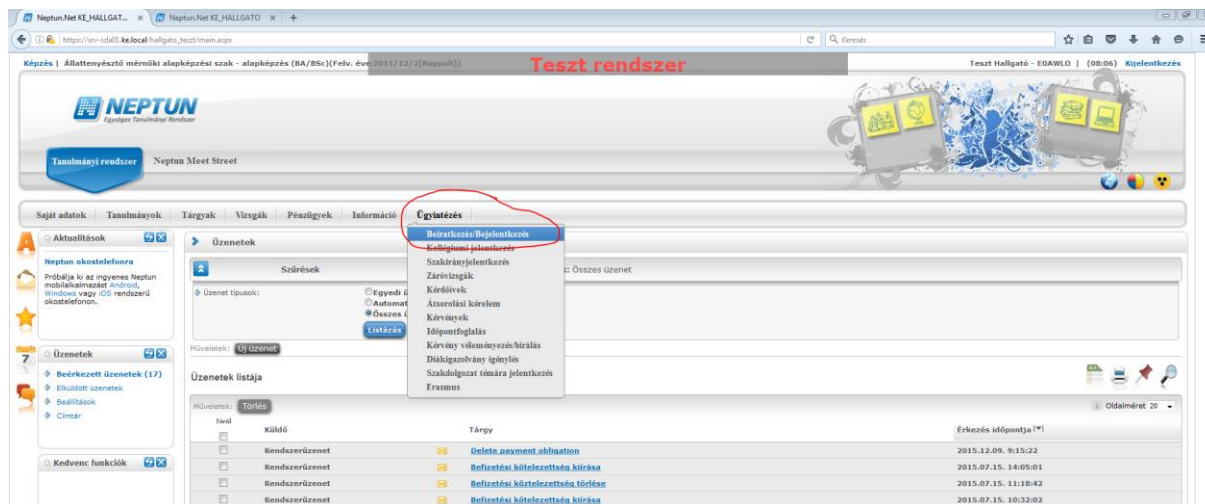 Neptun.Net KE_HALLGAT... × Neptun.Net KE_HALLGATO × +
https://srv-sda01.ke.local/hallgato_teszt/main.aspx Keresés
Képzés | Állattenyésztő mérnöki alapképzési szak - alapképzés (BA/BSc)(Felv. éve:2011/12/2[Nappali]) Teszt rendszer Teszt Hallgató - E0AWLO | (08:06) Kijelentkezés
NEPTUN
Egységes Tanulmányi Rendszer
Tanulmányi rendszer Neptun Meet Street
Saját adatok Tanulmányok Tárgyak Vizsgák Pénzügyek Információ Ügyintézés
Beiratkozás/Bejelentkezés
Kollégiumi jelentkezés
Szakirányjelentkezés
Záróvizsgák
Kérdőívek
Átsorolási kérelem
Kérvények
Időpontfoglalás
Kérvény véleményezés/bírálás
Diákigazolvány igénylés
Szakdolgozat témára jelentkezés
Erasmus
Aktualitások
Neptun okostelefonra
Próbálja ki az ingyenes Neptun
mobilalkalmazást Android,
Windows vagy iOS rendszerű
okostelefonon.
7
Üzenetek
Beérkezett üzenetek (17)
Elküldött üzenetek
Beállítások
Címtár
Kedvenc funkciók
Üzenetek
Szűrések Összes üzenet
Üzenet típusok:
Egyedi
Automat
Összes
Listázás
Műveletek: Új üzenet
Üzenetek listája
Műveletek: Törlés 1 Oldalméret 20
Töröl Küldő Tárgy Érkezés időpontja
Rendszerüzenet Delete payment obligation 2015.12.09. 9:15:22
Rendszerüzenet Befizetési kötelezettség kiírása 2015.07.15. 14:05:01
Rendszerüzenet Befizetési köztelezettség törlése 2015.07.15. 11:18:42
Rendszerüzenet Befizetési kötelezettség kiírása 2015.07.15. 10:32:02